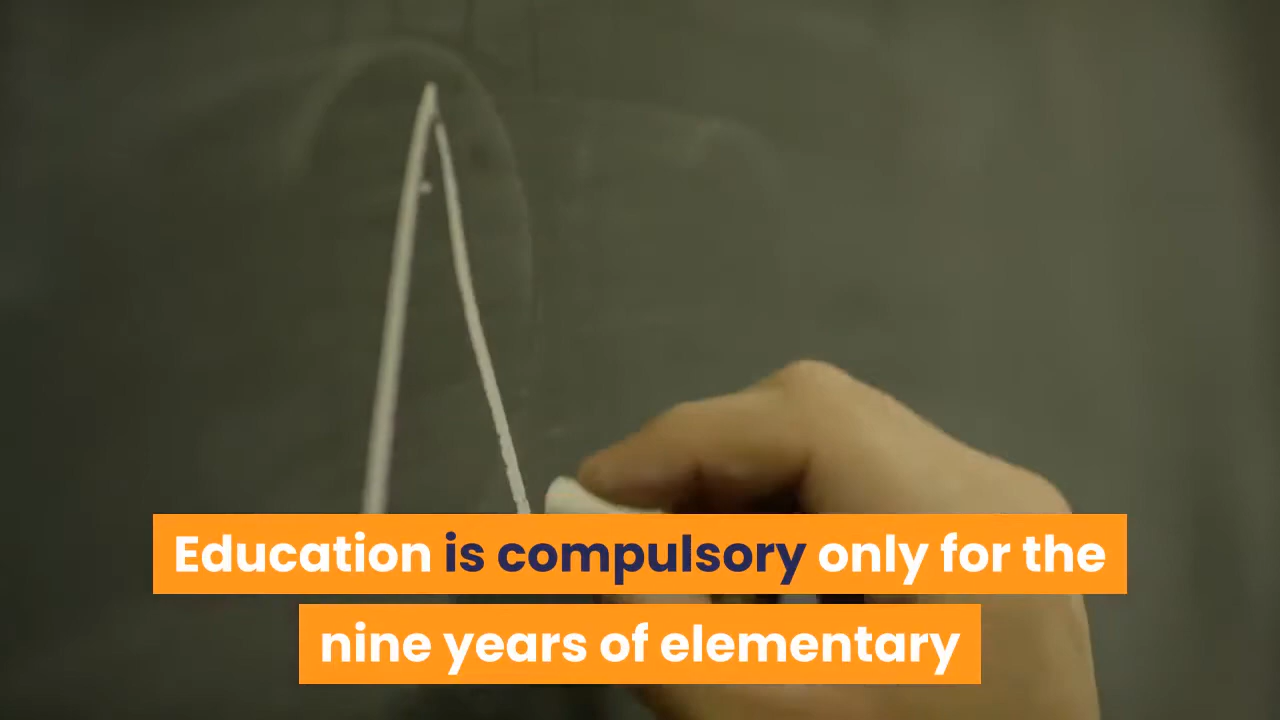 Education is compulsory only for the
nine years of elementary